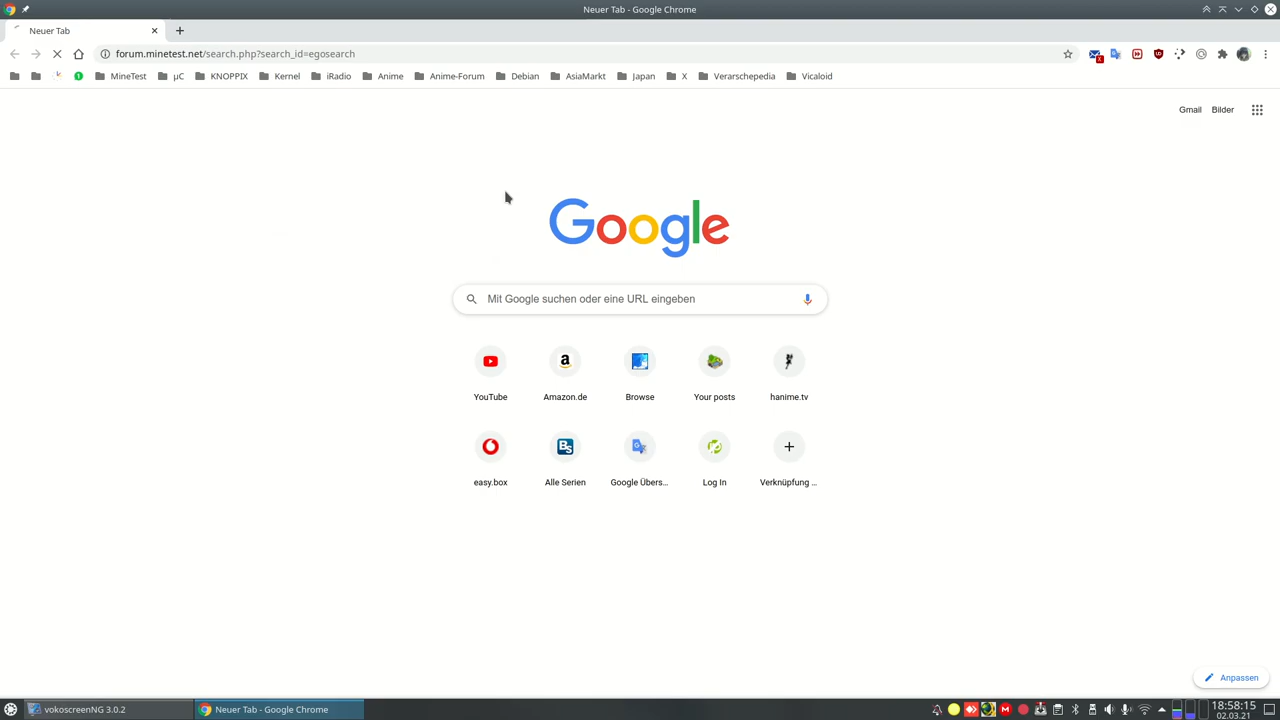 Neuer Tab - Google Chrome
Neuer Tab
forum.minetest.net/search.php?search_id=egosearch
MineTest µC KNOPPIX Kernel iRadio Anime Anime-Forum Debian AsiaMarkt Japan X Verarschepedia Vicaloid
Gmail Bilder
Google
Mit Google suchen oder eine URL eingeben
YouTube Amazon.de Browse Your posts hanime.tv
easy.box Alle Serien Google Übers... Log In Verknüpfung ...
Anpassen
vokoscreenNG 3.0.2 Neuer Tab - Google Chrome
18:58:15
02.03.21